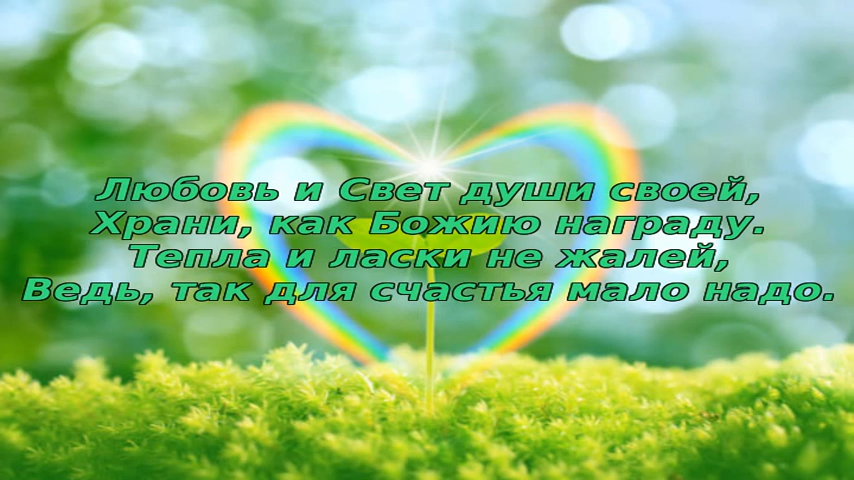 Любовь и Свет души своей,
Храни, как Божию награду.
Тепла и ласки не жалей,
Ведь, так для счастья мало надо.